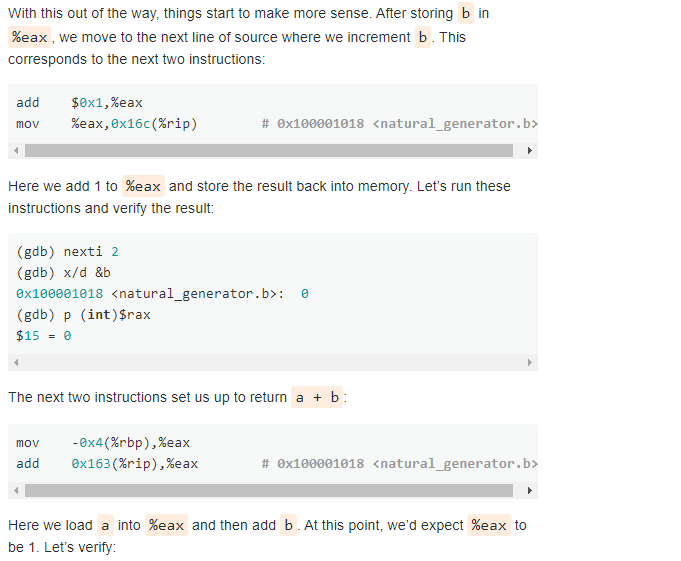 With this out of the way, things start to make more sense. After storing b in
%eax, we move to the next line of source where we increment b. This
corresponds to the next two instructions:
add    $0x1,%eax
mov    %eax,0x16c(%rip)        # 0x100001018 <natural_generator.b>
Here we add 1 to %eax and store the result back into memory. Let's run these
instructions and verify the result:
(gdb) nexti 2
(gdb) x/d &b
0x100001018 <natural_generator.b>:  0
(gdb) p (int)$rax
$15 = 0
The next two instructions set us up to return a + b:
mov    -0x4(%rbp),%eax
add    0x163(%rip),%eax        # 0x100001018 <natural_generator.b>
Here we load a into %eax and then add b. At this point, we'd expect %eax to
be 1. Let's verify: